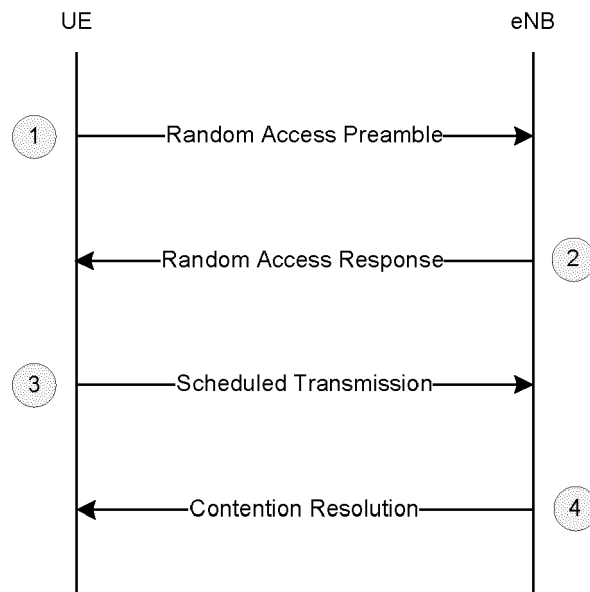 UE eNB
1 Random Access Preamble
Random Access Response 2
3 Scheduled Transmission
Contention Resolution 4